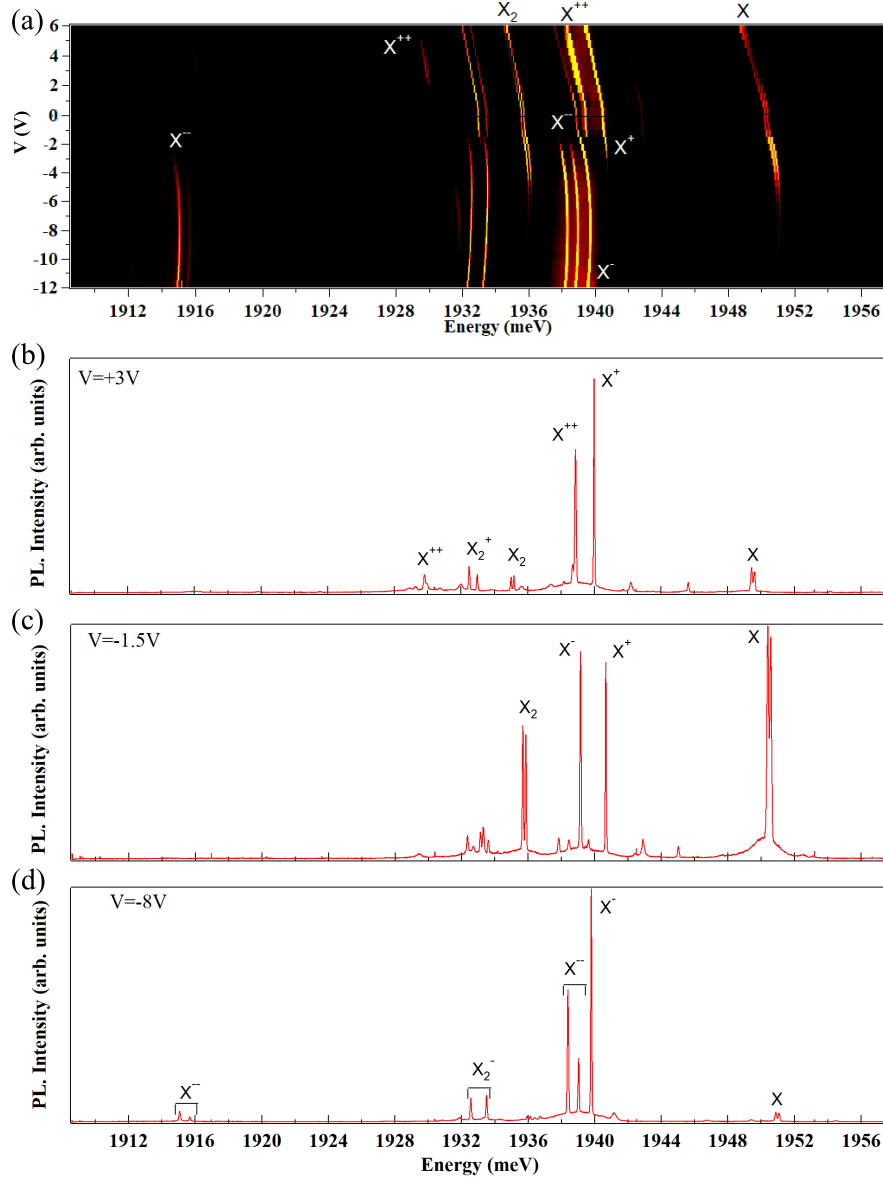 (a)
X₂ X⁺⁺ X
6
X⁺⁺
4
2
V (V)
0
X⁻⁻ X⁻⁻
-2
X⁺
-4
-6
-8
-10
X⁻
-12
1912 1916 1920 1924 1928 1932 1936 1940 1944 1948 1952 1956
Energy (meV)
(b)
V=+3V
X⁺
X⁺⁺
PL. Intensity (arb. units)
X⁺⁺ X₂⁺ X₂ X
(c)
V=-1.5V
X⁻ X⁺ X
X₂
PL. Intensity (arb. units)
(d)
V=-8V
X⁻
X⁻⁻
PL. Intensity (arb. units)
X⁻⁻ X₂⁻ X
1912 1916 1920 1924 1928 1932 1936 1940 1944 1948 1952 1956
Energy (meV)